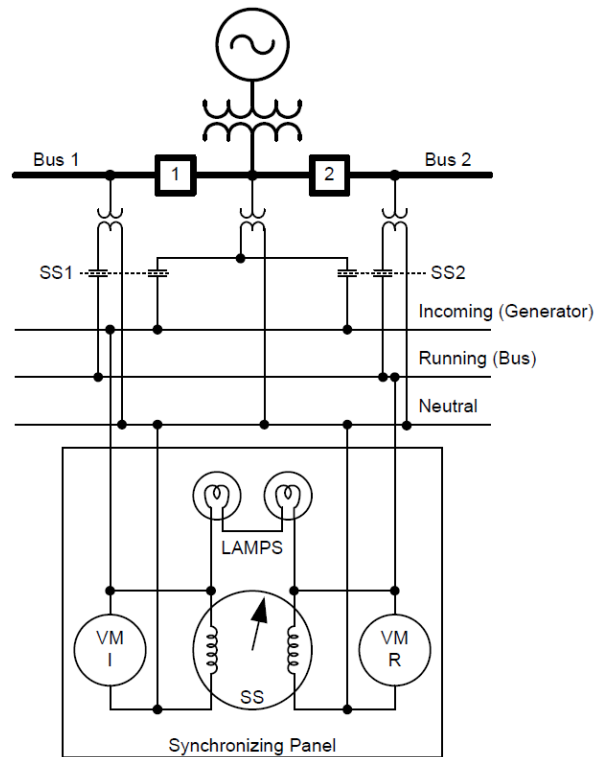 Bus 1
1
2
Bus 2
SS1
SS2
Incoming (Generator)
Running (Bus)
Neutral
LAMPS
VM
I
SS
VM
R
Synchronizing Panel